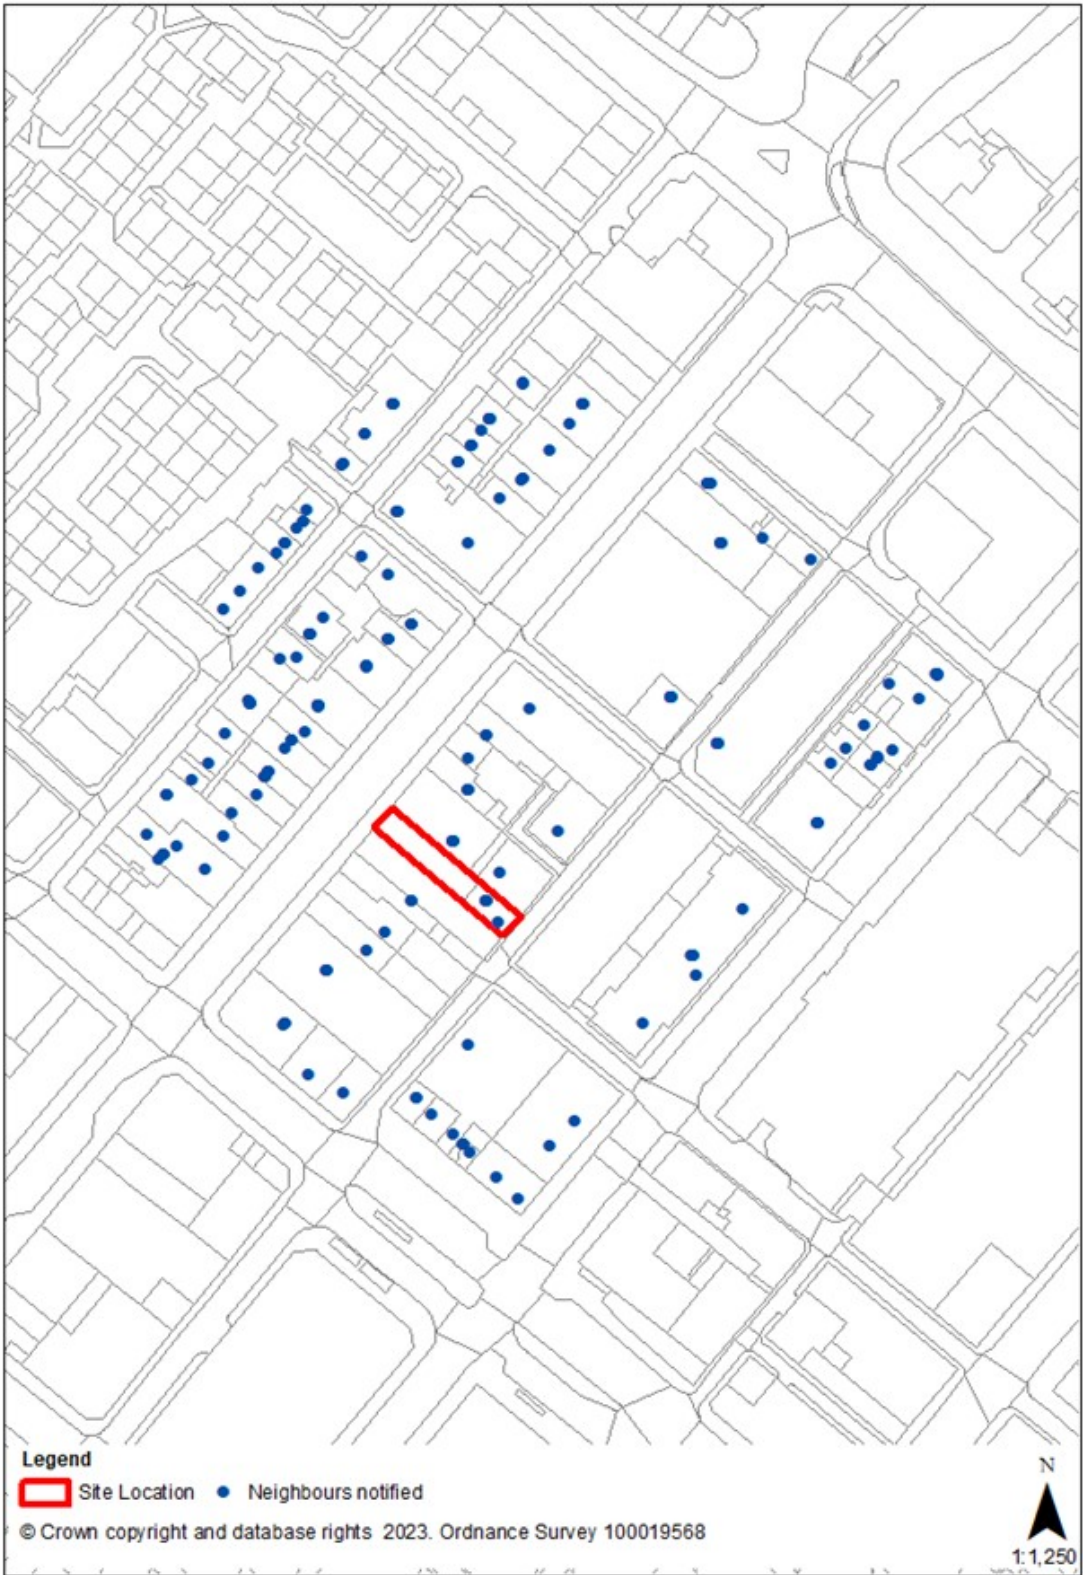 Legend
Site Location
Neighbours notified
© Crown copyright and database rights 2023. Ordnance Survey 100019568
N
1:1,250